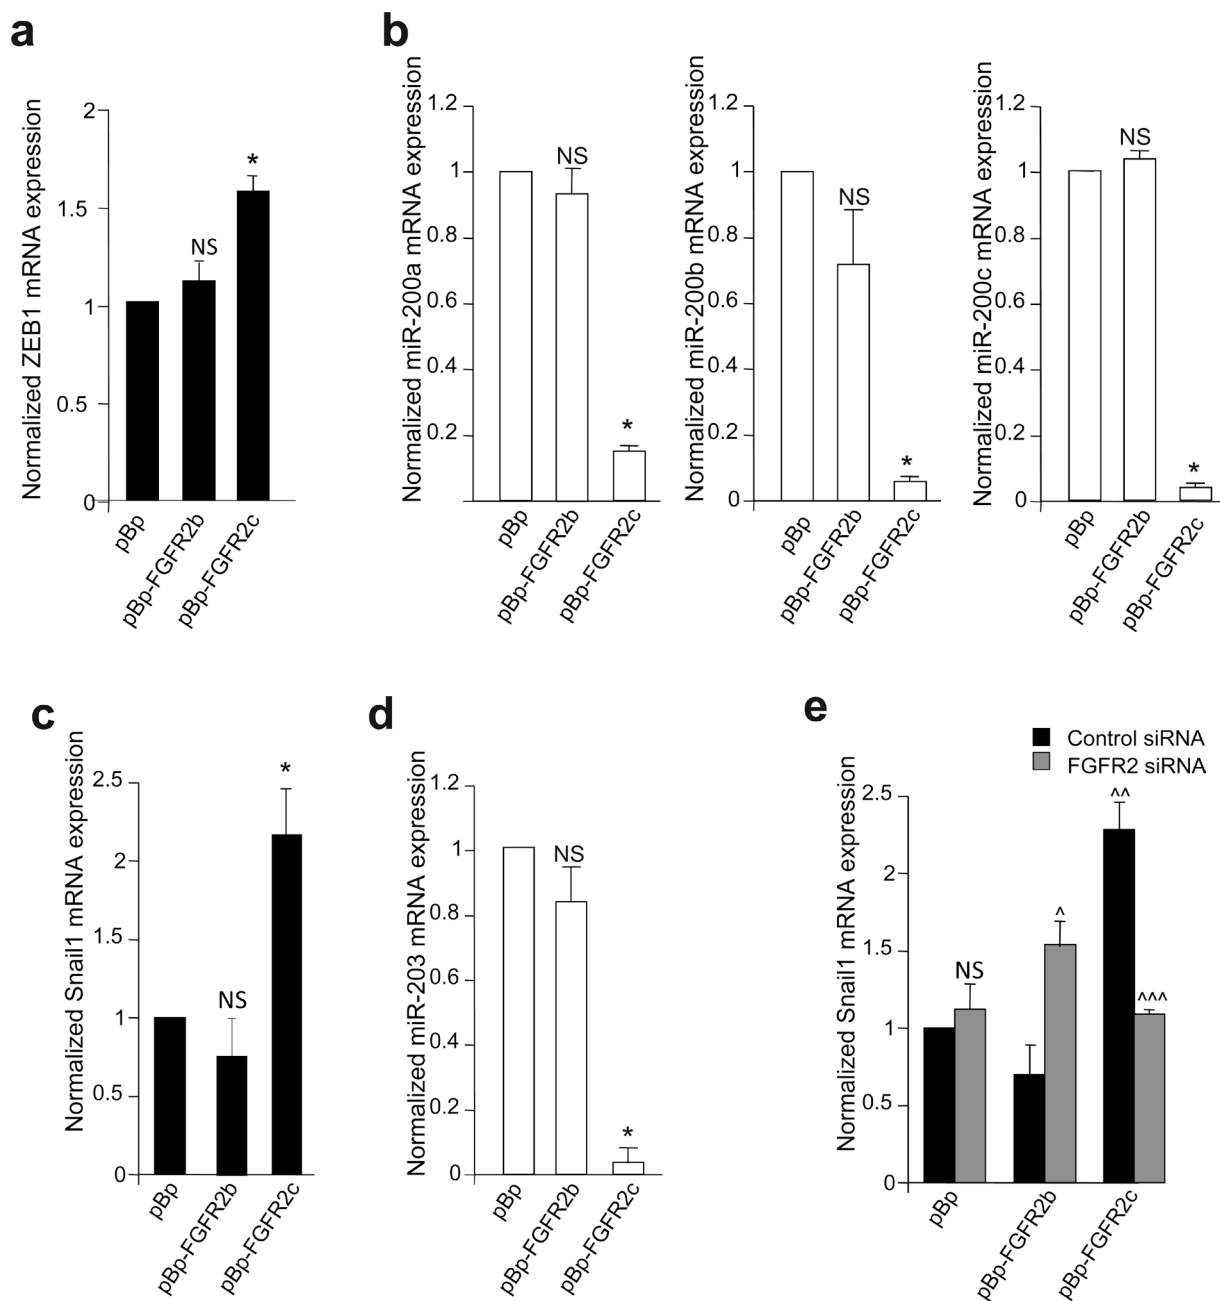 a
Normalized ZEB1 mRNA expression
2
1.5
1
0.5
0
*
NS
pBp
pBp-FGFR2b
pBp-FGFR2c
b
Normalized miR-200a mRNA expression
1.2
1
0.8
0.6
0.4
0.2
NS
*
pBp
pBp-FGFR2b
pBp-FGFR2c
Normalized miR-200b mRNA expression
1.2
1
0.8
0.6
0.4
0.2
0
NS
*
pBp
pBp-FGFR2b
pBp-FGFR2c
Normalized miR-200c mRNA expression
1.2
1
0.8
0.6
0.4
0.2
0
NS
*
pBp
pBp-FGFR2b
pBp-FGFR2c
c
Normalized Snail1 mRNA expression
2.5
2
1.5
1
0.5
0
*
NS
pBp
pBp-FGFR2b
pBp-FGFR2c
d
Normalized miR-203 mRNA expression
1.2
1
0.8
0.6
0.4
0.2
0
NS
*
pBp
pBp-FGFR2b
pBp-FGFR2c
e
Control siRNA
FGFR2 siRNA
Normalized Snail1 mRNA expression
2.5
2
1.5
1
0.5
0
^^
^
NS
^^^
pBp
pBp-FGFR2b
pBp-FGFR2c